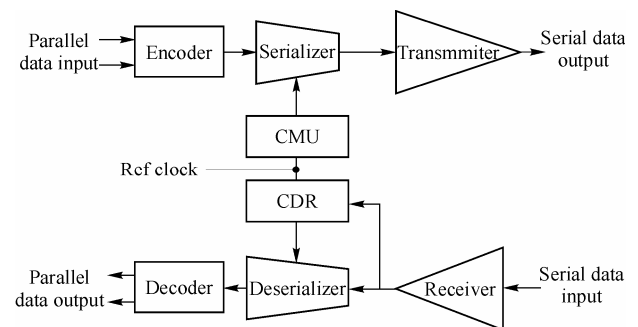 Parallel
data input
Encoder
Serializer
Transmmiter
Serial data
output
CMU
Ref clock
CDR
Parallel
data output
Decoder
Deserializer
Receiver
Serial data
input